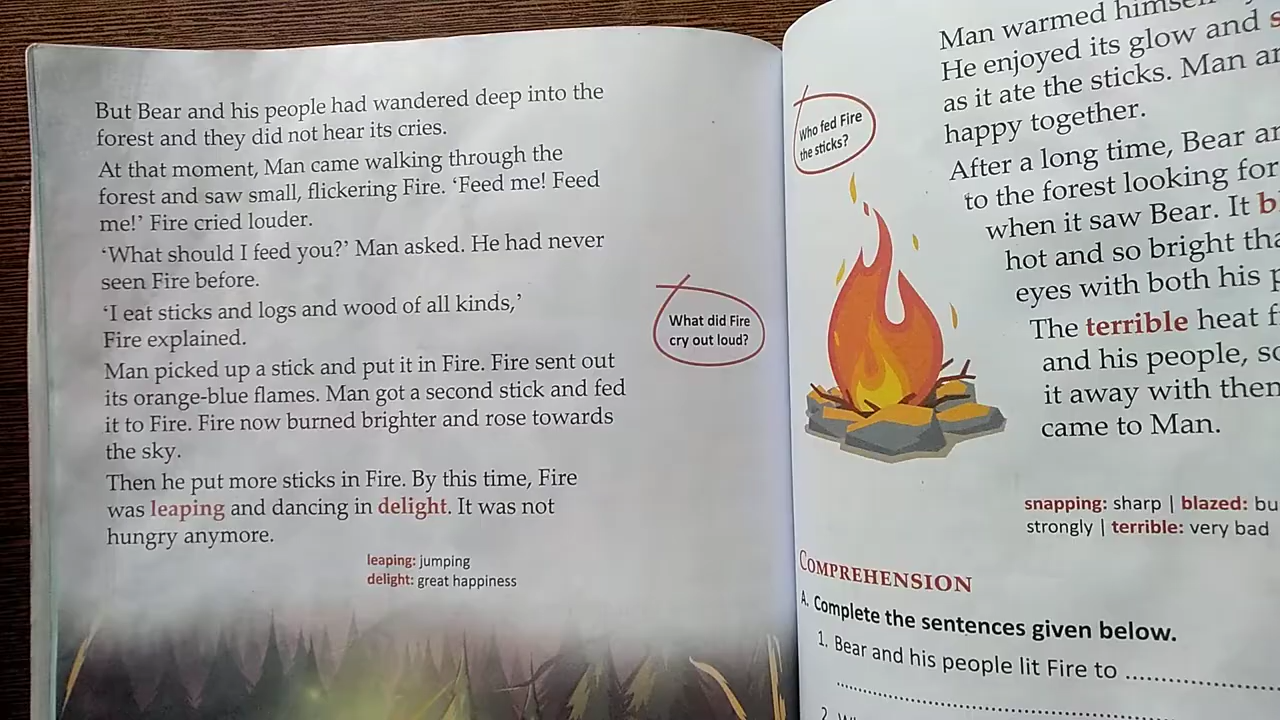 But Bear and his people had wandered deep into the
forest and they did not hear its cries.
At that moment, Man came walking through the
forest and saw small, flickering Fire. ‘Feed me! Feed
me!’ Fire cried louder.
‘What should I feed you?’ Man asked. He had never
seen Fire before.
‘I eat sticks and logs and wood of all kinds,’
Fire explained.
Man picked up a stick and put it in Fire. Fire sent out
its orange-blue flames. Man got a second stick and fed
it to Fire. Fire now burned brighter and rose towards
the sky.
Then he put more sticks in Fire. By this time, Fire
was leaping and dancing in delight. It was not
hungry anymore.
leaping: jumping
delight: great happiness
What did Fire
cry out loud?
Man warmed
He enjoyed its glow and
as it ate the sticks. Man
happy together.
After a long time, Bear
to the forest looking for
when it saw Bear. It
hot and so bright
eyes with both his
The terrible heat
and his people,
it away with
came to Man.
Who fed Fire
the sticks?
snapping: sharp | blazed:
strongly | terrible: very bad
COMPREHENSION
A. Complete the sentences given below.
1. Bear and his people lit Fire to ....................
....................
2.